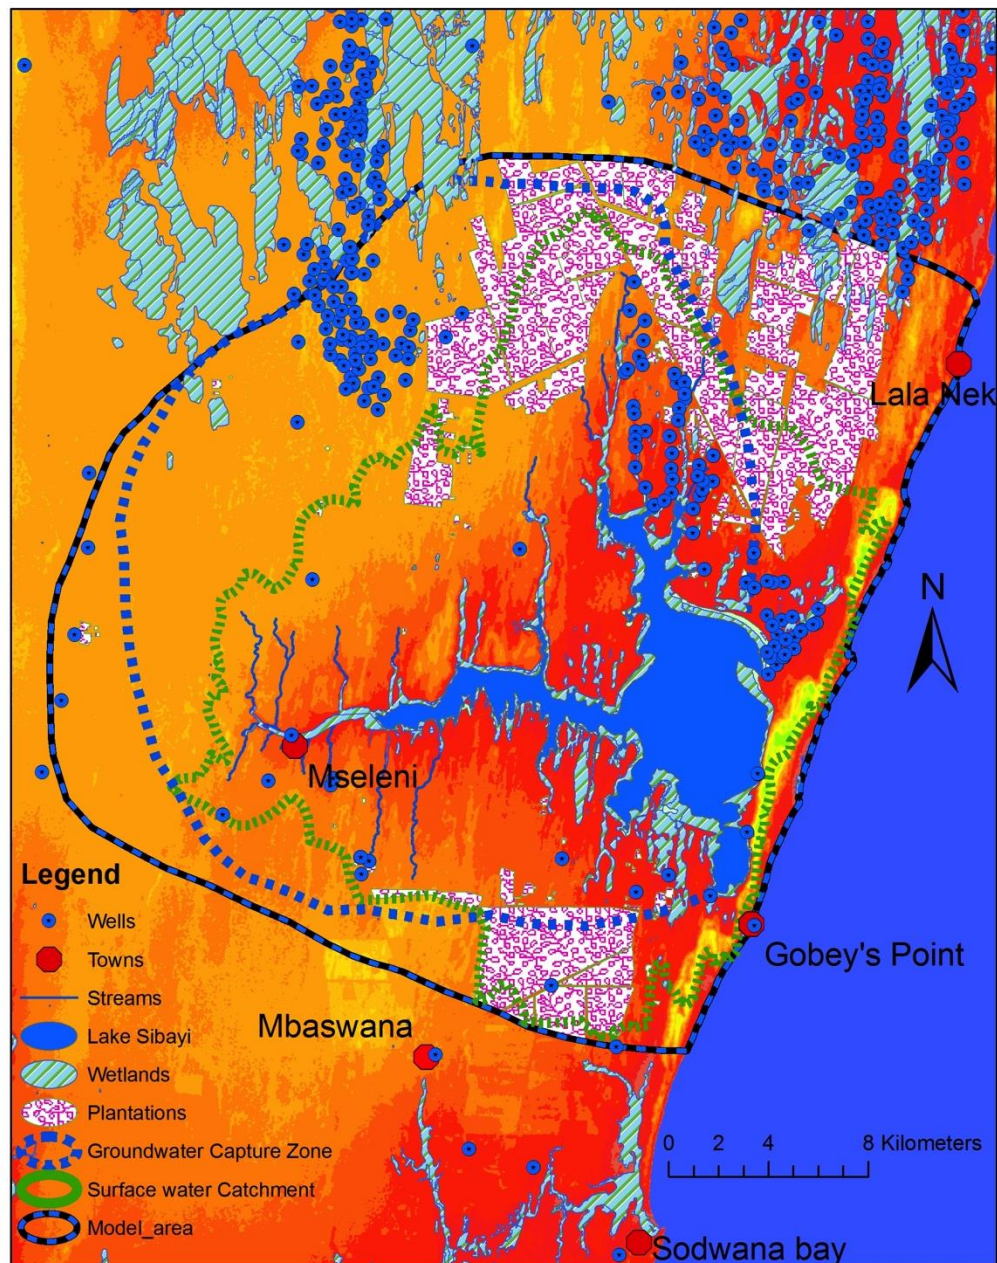 Lala Nek
N
Mseleni
Gobey's Point
Mbaswana
Sodwana bay
Legend
Wells
Towns
Streams
Lake Sibayi
Wetlands
Plantations
Groundwater Capture Zone
Surface water Catchment
Model_area
0 2 4 8 Kilometers